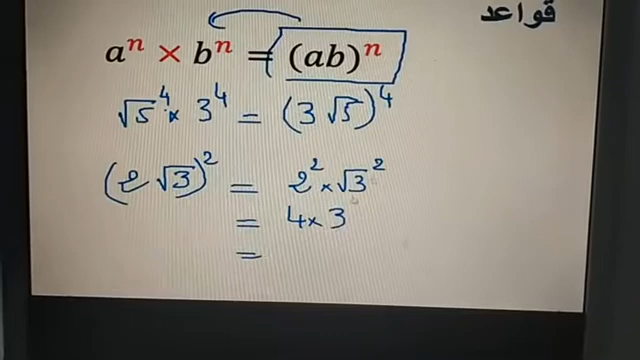 قواعد
aⁿ × bⁿ = (ab)ⁿ
√5⁴ × 3⁴ = (3√5)⁴
(2√3)² = 2² × √3²
= 4 × 3
=